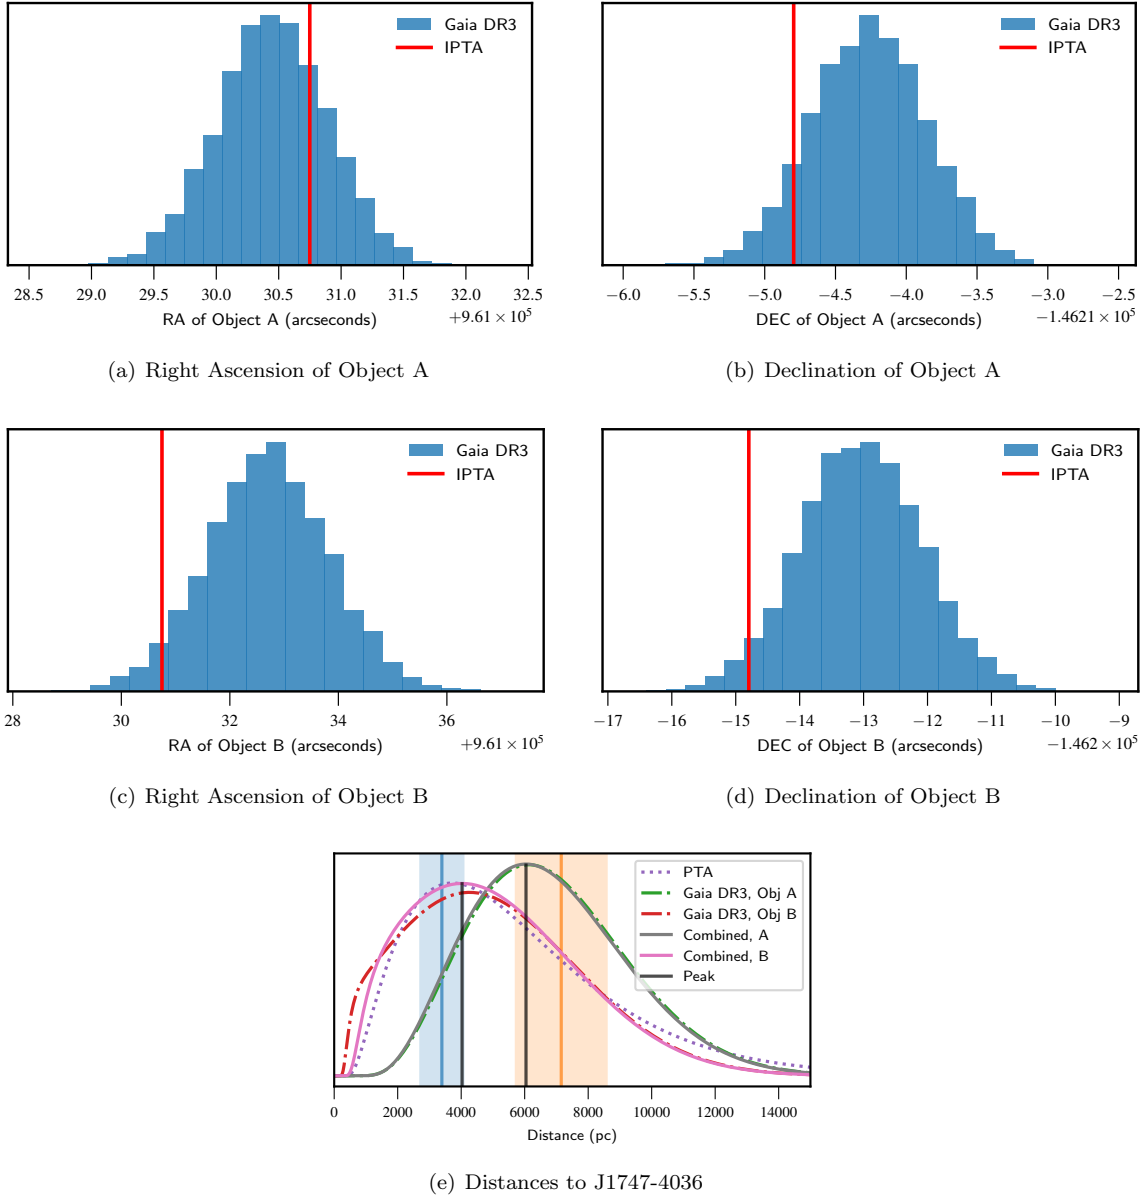 Gaia DR3
IPTA
28.5 29.0 29.5 30.0 30.5 31.0 31.5 32.0 32.5
RA of Object A (arcseconds)
+9.61 × 10^5
(a) Right Ascension of Object A
Gaia DR3
IPTA
−6.0 −5.5 −5.0 −4.5 −4.0 −3.5 −3.0 −2.5
DEC of Object A (arcseconds)
−1.4621 × 10^5
(b) Declination of Object A
Gaia DR3
IPTA
28 30 32 34 36
RA of Object B (arcseconds)
+9.61 × 10^5
(c) Right Ascension of Object B
Gaia DR3
IPTA
−17 −16 −15 −14 −13 −12 −11 −10 −9
DEC of Object B (arcseconds)
−1.462 × 10^5
(d) Declination of Object B
PTA
Gaia DR3, Obj A
Gaia DR3, Obj B
Combined, A
Combined, B
Peak
0 2000 4000 6000 8000 10000 12000 14000
Distance (pc)
(e) Distances to J1747-4036